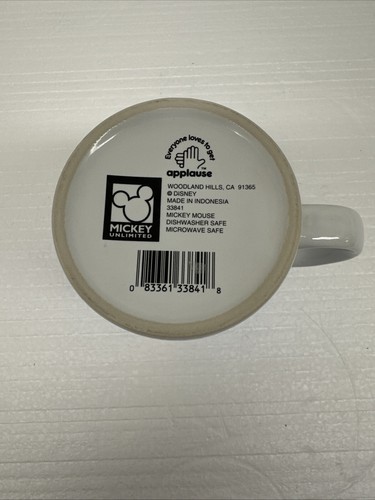 Everyone loves to get
applause™
WOODLAND HILLS, CA 91365
© DISNEY
MADE IN INDONESIA
33841
MICKEY MOUSE
DISHWASHER SAFE
MICROWAVE SAFE
MICKEY
UNLIMITED
0 83361 33841 8